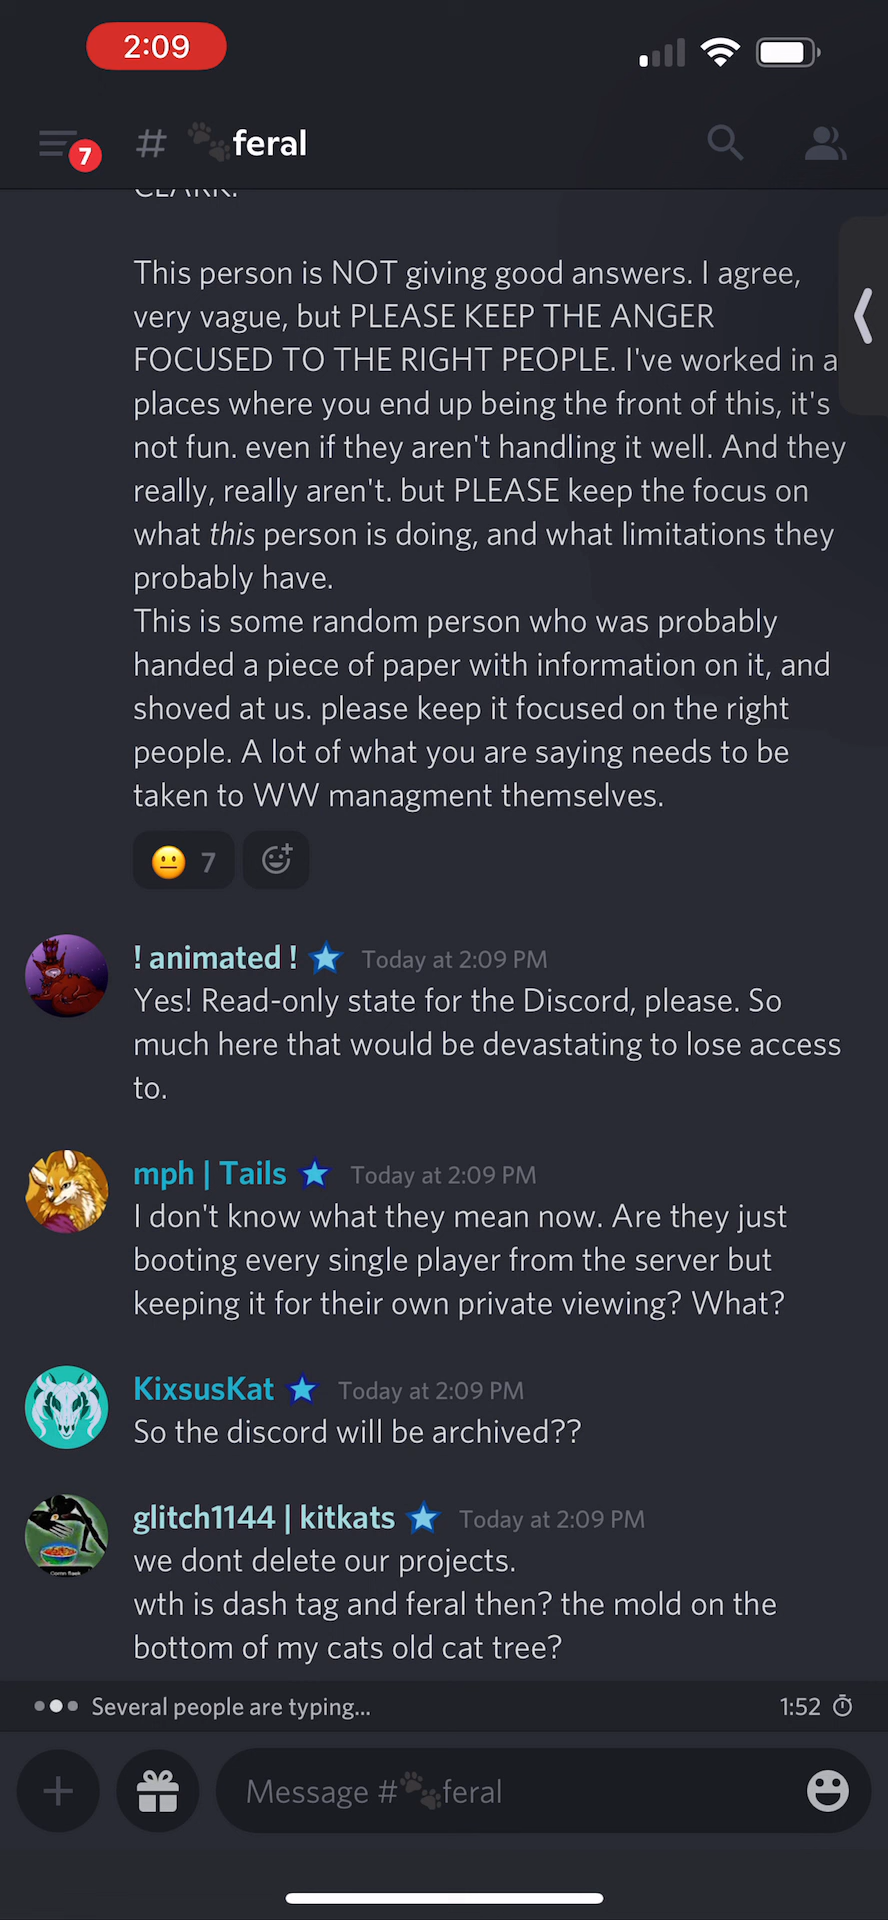 2:09
7
# feral
CLARK.
This person is NOT giving good answers. I agree,
very vague, but PLEASE KEEP THE ANGER
FOCUSED TO THE RIGHT PEOPLE. I've worked in a
places where you end up being the front of this, it's
not fun. even if they aren't handling it well. And they
really, really aren't. but PLEASE keep the focus on
what this person is doing, and what limitations they
probably have.
This is some random person who was probably
handed a piece of paper with information on it, and
shoved at us. please keep it focused on the right
people. A lot of what you are saying needs to be
taken to WW managment themselves.
7
! animated ! Today at 2:09 PM
Yes! Read-only state for the Discord, please. So
much here that would be devastating to lose access
to.
mph | Tails Today at 2:09 PM
I don't know what they mean now. Are they just
booting every single player from the server but
keeping it for their own private viewing? What?
KixsusKat Today at 2:09 PM
So the discord will be archived??
glitch1144 | kitkats Today at 2:09 PM
we dont delete our projects.
wth is dash tag and feral then? the mold on the
bottom of my cats old cat tree?
Several people are typing... 1:52
Message #🐾feral